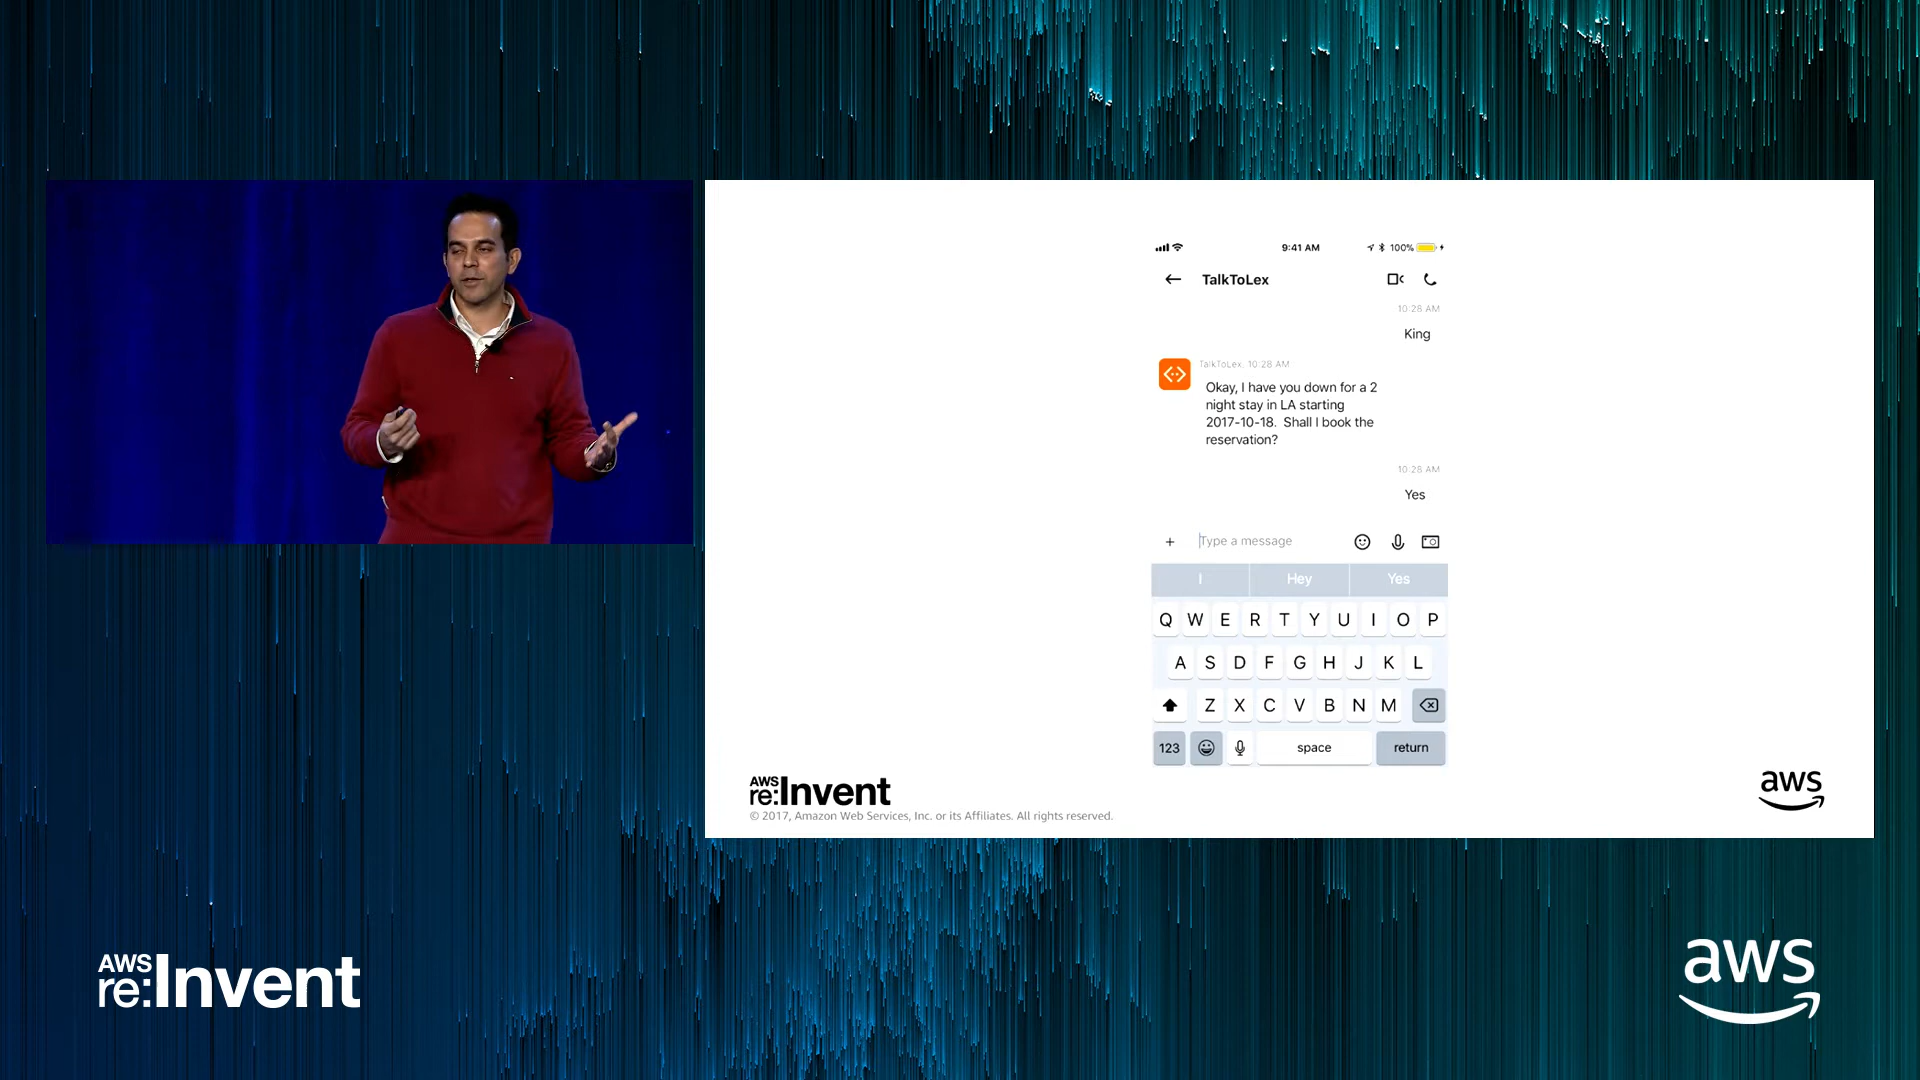 9:41 AM
100%
TalkToLex
10:28 AM
King
TalkToLex, 10:28 AM
Okay, I have you down for a 2
night stay in LA starting
2017-10-18. Shall I book the
reservation?
10:28 AM
Yes
Type a message
I Hey Yes
Q W E R T Y U I O P
A S D F G H J K L
Z X C V B N M
123 space return
AWS
re:Invent
aws
© 2017, Amazon Web Services, Inc. or its Affiliates. All rights reserved.
AWS
re:Invent
aws